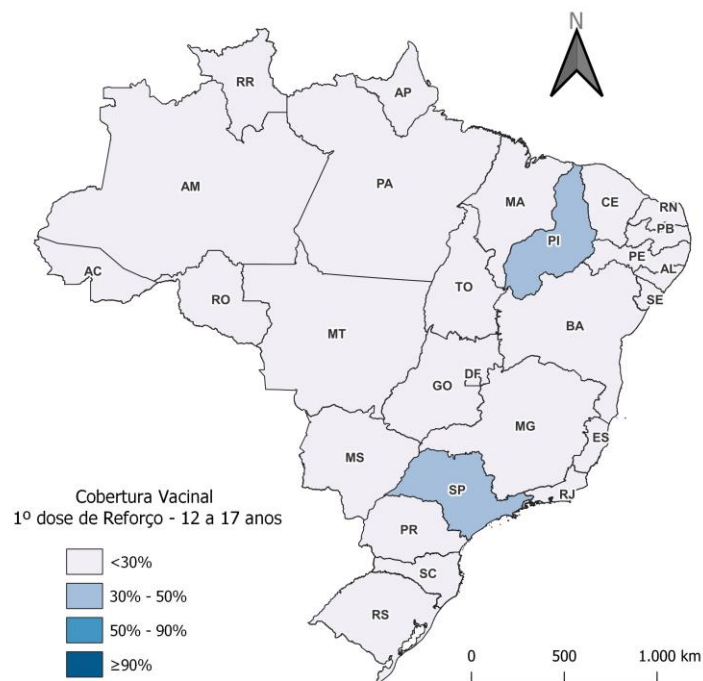 N
RR
AP
AM
PA
MA
CE
RN
PB
PI
PE
AL
SE
AC
RO
TO
BA
MT
GO
DF
MG
ES
MS
SP
RJ
PR
SC
RS
Cobertura Vacinal
1º dose de Reforço - 12 a 17 anos
<30%
30% - 50%
50% - 90%
≥90%
0 500 1.000 km